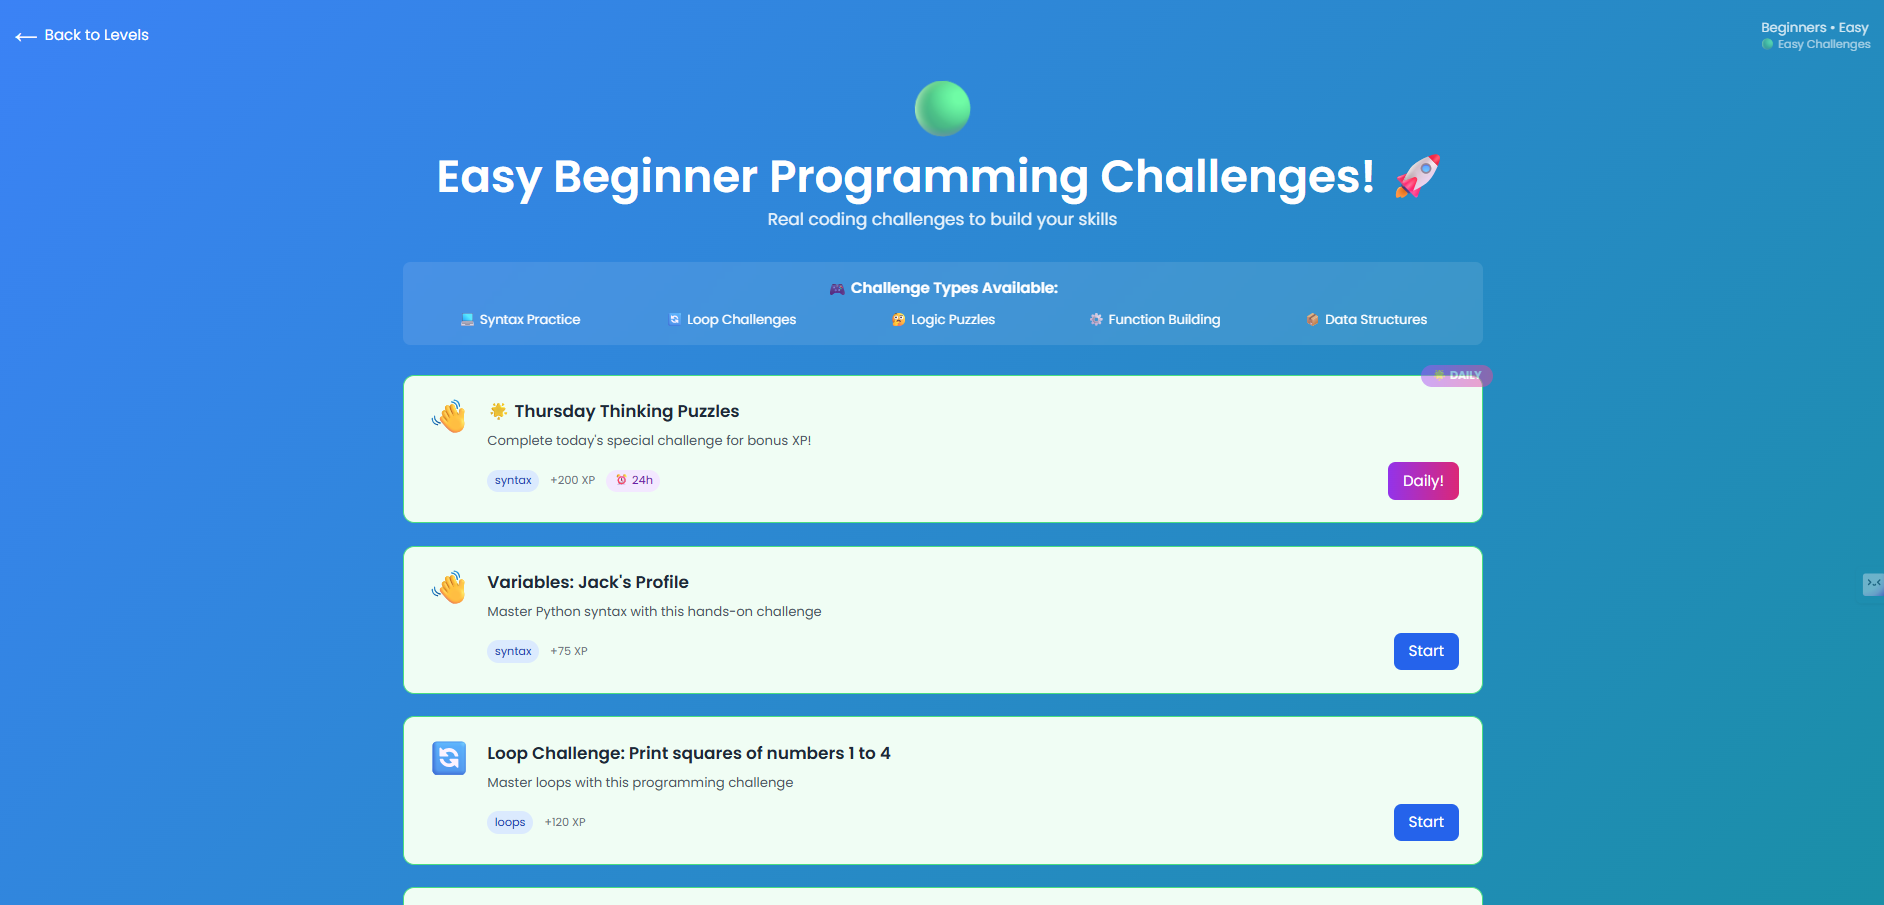 ← Back to Levels
Beginners • Easy
Easy Challenges
Easy Beginner Programming Challenges! 🚀
Real coding challenges to build your skills
🎮 Challenge Types Available:
💻 Syntax Practice
🔄 Loop Challenges
🤔 Logic Puzzles
⚙️ Function Building
📦 Data Structures
🌟 DAILY
🌟 Thursday Thinking Puzzles
Complete today's special challenge for bonus XP!
syntax +200 XP ⏰ 24h
Daily!
Variables: Jack's Profile
Master Python syntax with this hands-on challenge
syntax +75 XP
Start
Loop Challenge: Print squares of numbers 1 to 4
Master loops with this programming challenge
loops +120 XP
Start